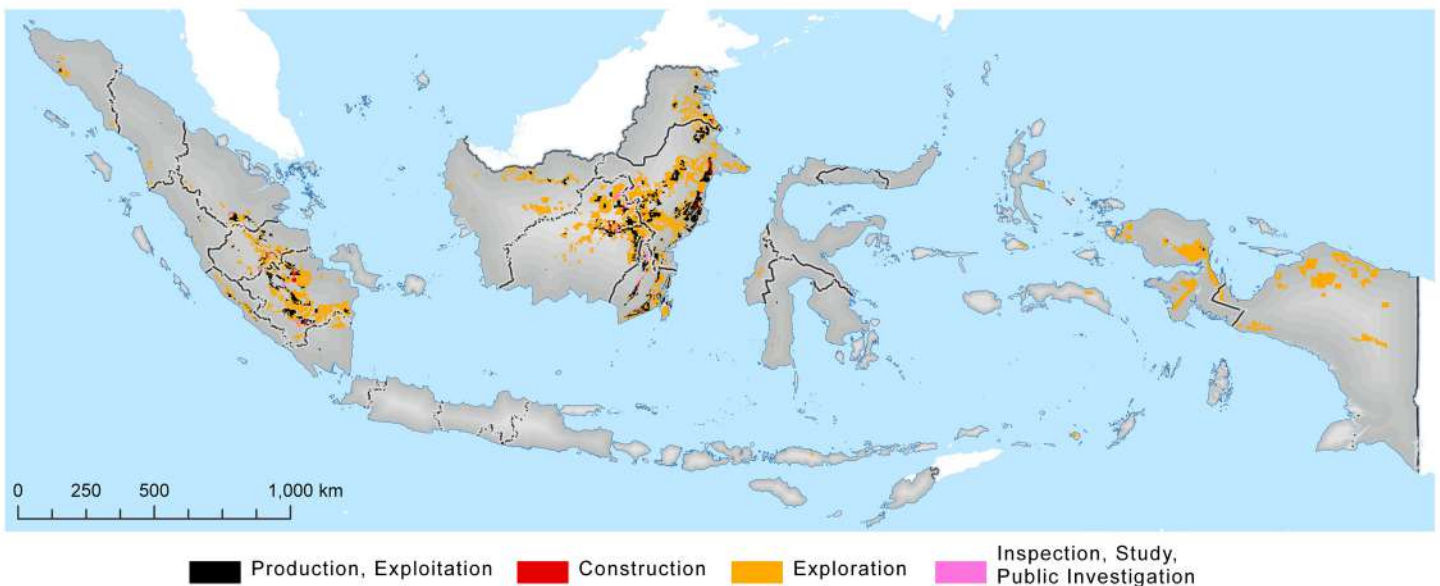 0 250 500 1,000 km
Production, Exploitation
Construction
Exploration
Inspection, Study,
Public Investigation